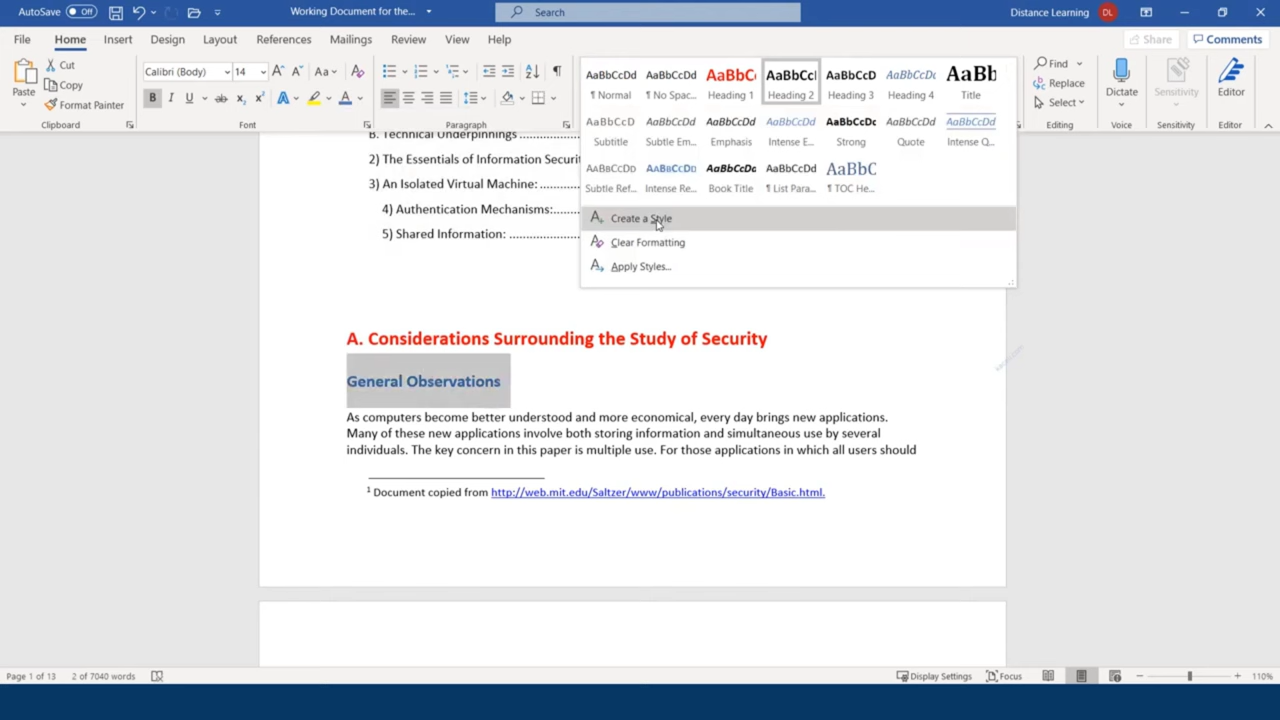 AutoSave Off Working Document for the... Search Distance Learning DL
File Home Insert Design Layout References Mailings Review View Help Share Comments
Paste Cut Copy Format Painter Clipboard
Calibri (Body) 14 Aa
B I U ab x2 x2 A A Font
Paragraph
AaBbCcDd AaBbCcDd AaBbC AaBbCcI AaBbCcD AaBbCcDc AaBb
¶ Normal ¶ No Spac... Heading 1 Heading 2 Heading 3 Heading 4 Title
AaBbCcD AaBbCcDd AaBbCcDd AaBbCcDd AaBbCcDc AaBbCcDd AaBbCcDd
Subtitle Subtle Em... Emphasis Intense E... Strong Quote Intense Q...
AaBbCcDd AaBbCcDd AaBbCcDd AaBbCcDd AaBbC
Subtle Ref... Intense Re... Book Title ¶ List Para... ¶ TOC He...
Create a Style
Clear Formatting
Apply Styles...
Find
Replace
Select
Editing
Dictate
Voice
Sensitivity
Sensitivity
Editor
Editor
B. Technical Underpinnings
2) The Essentials of Information Securit
3) An Isolated Virtual Machine:
4) Authentication Mechanisms:
5) Shared Information:
A. Considerations Surrounding the Study of Security
General Observations
As computers become better understood and more economical, every day brings new applications.
Many of these new applications involve both storing information and simultaneous use by several
individuals. The key concern in this paper is multiple use. For those applications in which all users should
1 Document copied from http://web.mit.edu/Saltzer/www/publications/security/Basic.html.
Page 1 of 13 2 of 7040 words Display Settings Focus 110%